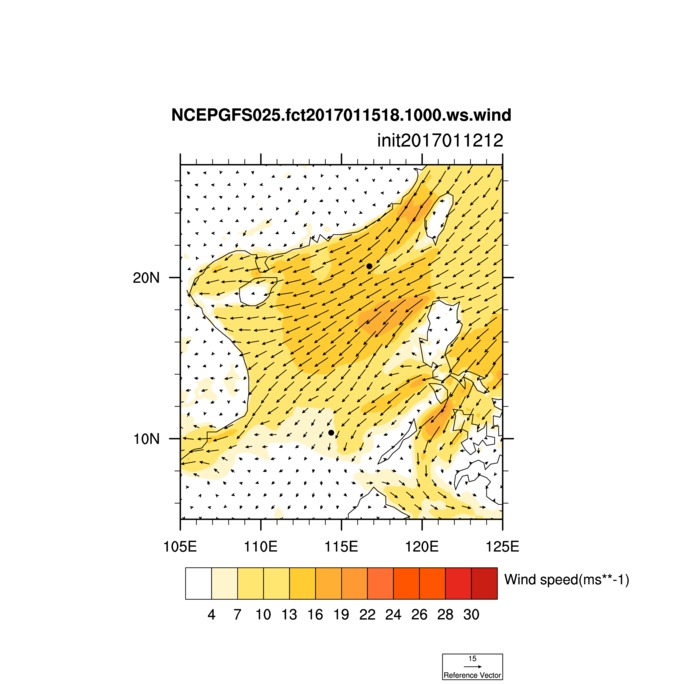 NCEPGFS025.fct2017011518.1000.ws.wind
init2017011212
20N
10N
105E 110E 115E 120E 125E
Wind speed(ms**-1)
4 7 10 13 16 19 22 24 26 28 30
15
Reference Vector